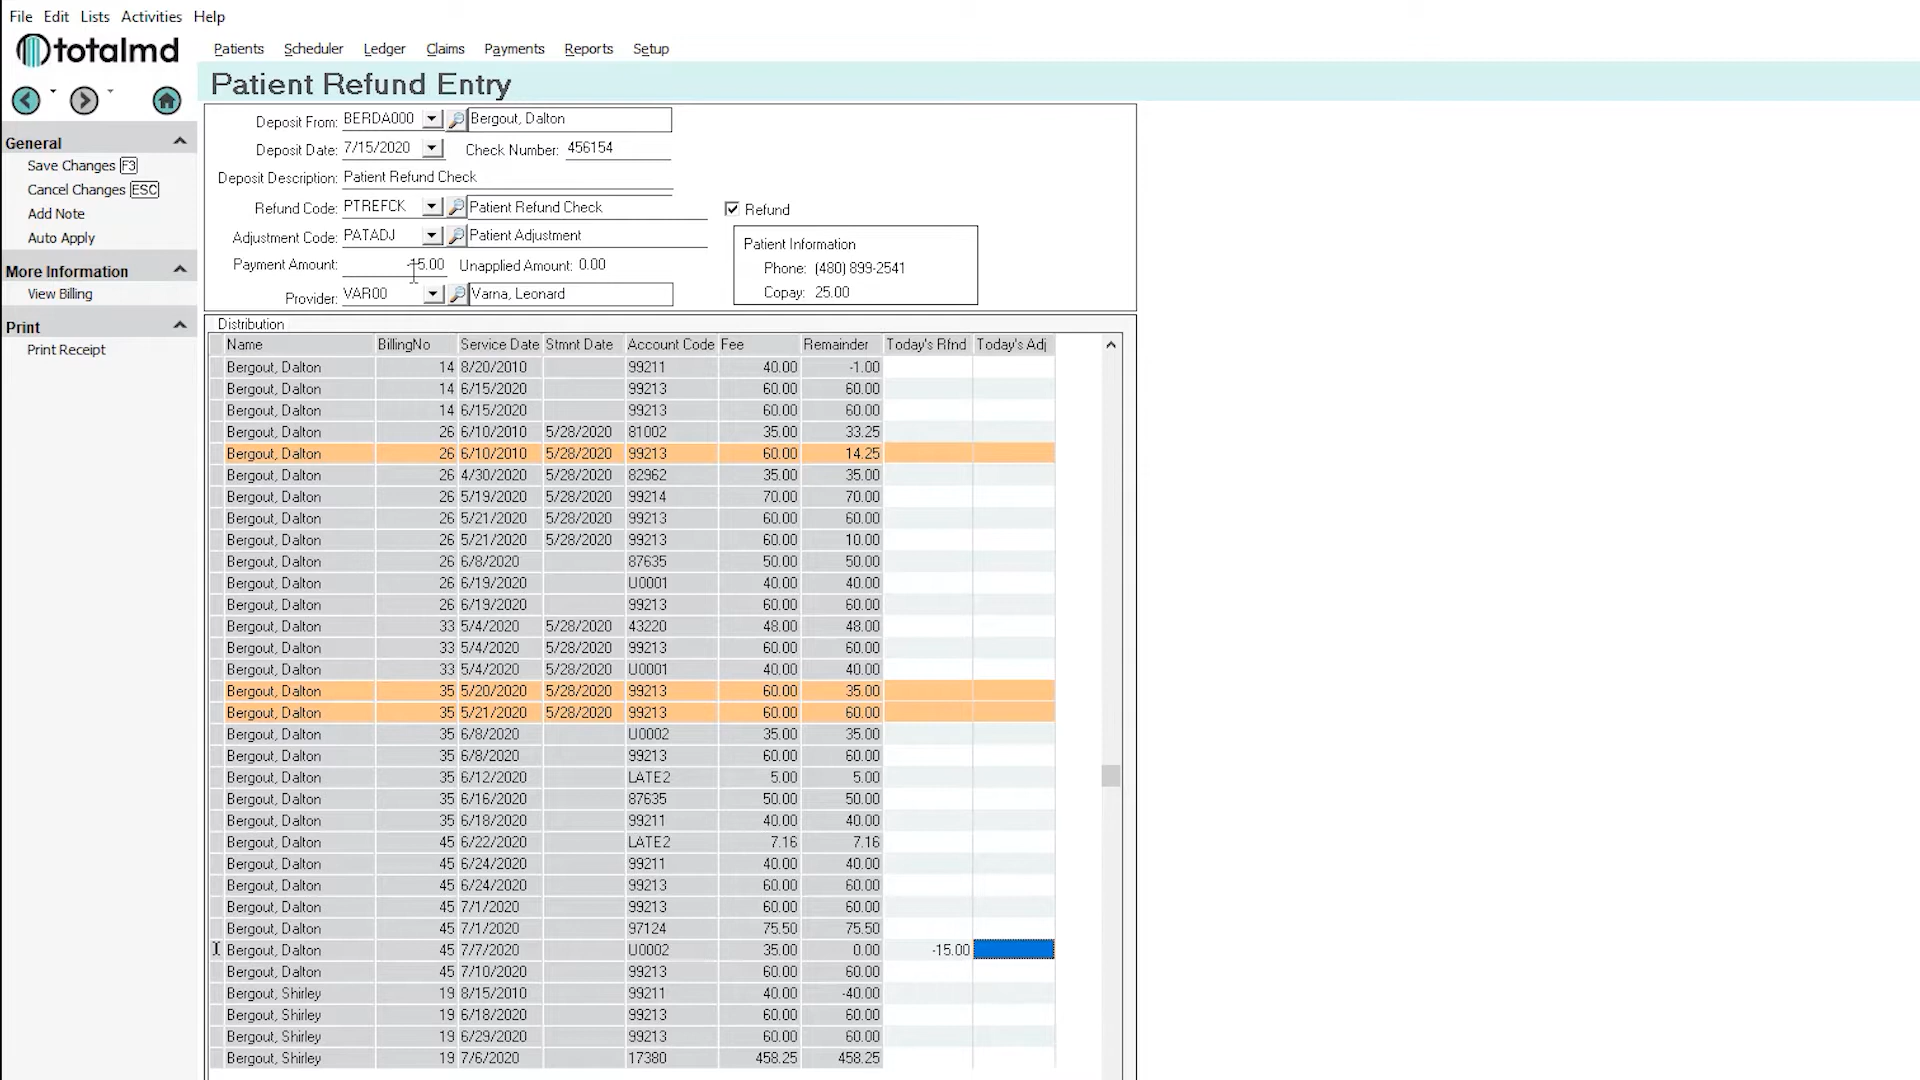 File Edit Lists Activities Help
totalmd Patients Scheduler Ledger Claims Payments Reports Setup
Patient Refund Entry
General
Save Changes F3
Cancel Changes ESC
Add Note
Auto Apply
More Information
View Billing
Print
Print Receipt
Deposit From: BERDA000 Bergout, Dalton
Deposit Date: 7/15/2020 Check Number: 456154
Deposit Description: Patient Refund Check
Refund Code: PTREFCK Patient Refund Check
Adjustment Code: PATADJ Patient Adjustment
Payment Amount: -15.00 Unapplied Amount: 0.00
Provider: VAR00 Varna, Leonard
Refund
Patient Information
Phone: (480) 899-2541
Copay: 25.00
Distribution
Name BillingNo Service Date Stmnt Date Account Code Fee Remainder Today's Rfnd Today's Adj
Bergout, Dalton 14 8/20/2010 99211 40.00 -1.00
Bergout, Dalton 14 6/15/2020 99213 60.00 60.00
Bergout, Dalton 14 6/15/2020 99213 60.00 60.00
Bergout, Dalton 26 6/10/2010 5/28/2020 81002 35.00 33.25
Bergout, Dalton 26 6/10/2010 5/28/2020 99213 60.00 14.25
Bergout, Dalton 26 4/30/2020 5/28/2020 82962 35.00 35.00
Bergout, Dalton 26 5/19/2020 5/28/2020 99214 70.00 70.00
Bergout, Dalton 26 5/21/2020 5/28/2020 99213 60.00 60.00
Bergout, Dalton 26 5/21/2020 5/28/2020 99213 60.00 10.00
Bergout, Dalton 26 6/8/2020 87635 50.00 50.00
Bergout, Dalton 26 6/19/2020 U0001 40.00 40.00
Bergout, Dalton 26 6/19/2020 99213 60.00 60.00
Bergout, Dalton 33 5/4/2020 5/28/2020 43220 48.00 48.00
Bergout, Dalton 33 5/4/2020 5/28/2020 99213 60.00 60.00
Bergout, Dalton 33 5/4/2020 5/28/2020 U0001 40.00 40.00
Bergout, Dalton 35 5/20/2020 5/28/2020 99213 60.00 35.00
Bergout, Dalton 35 5/21/2020 5/28/2020 99213 60.00 60.00
Bergout, Dalton 35 6/8/2020 U0002 35.00 35.00
Bergout, Dalton 35 6/8/2020 99213 60.00 60.00
Bergout, Dalton 35 6/12/2020 LATE2 5.00 5.00
Bergout, Dalton 35 6/16/2020 87635 50.00 50.00
Bergout, Dalton 35 6/18/2020 99211 40.00 40.00
Bergout, Dalton 45 6/22/2020 LATE2 7.16 7.16
Bergout, Dalton 45 6/24/2020 99211 40.00 40.00
Bergout, Dalton 45 6/24/2020 99213 60.00 60.00
Bergout, Dalton 45 7/1/2020 99213 60.00 60.00
Bergout, Dalton 45 7/1/2020 97124 75.50 75.50
Bergout, Dalton 45 7/7/2020 U0002 35.00 0.00 -15.00
Bergout, Dalton 45 7/10/2020 99213 60.00 60.00
Bergout, Shirley 19 8/15/2010 99211 40.00 -40.00
Bergout, Shirley 19 6/18/2020 99213 60.00 60.00
Bergout, Shirley 19 6/29/2020 99213 60.00 60.00
Bergout, Shirley 19 7/6/2020 17380 458.25 458.25